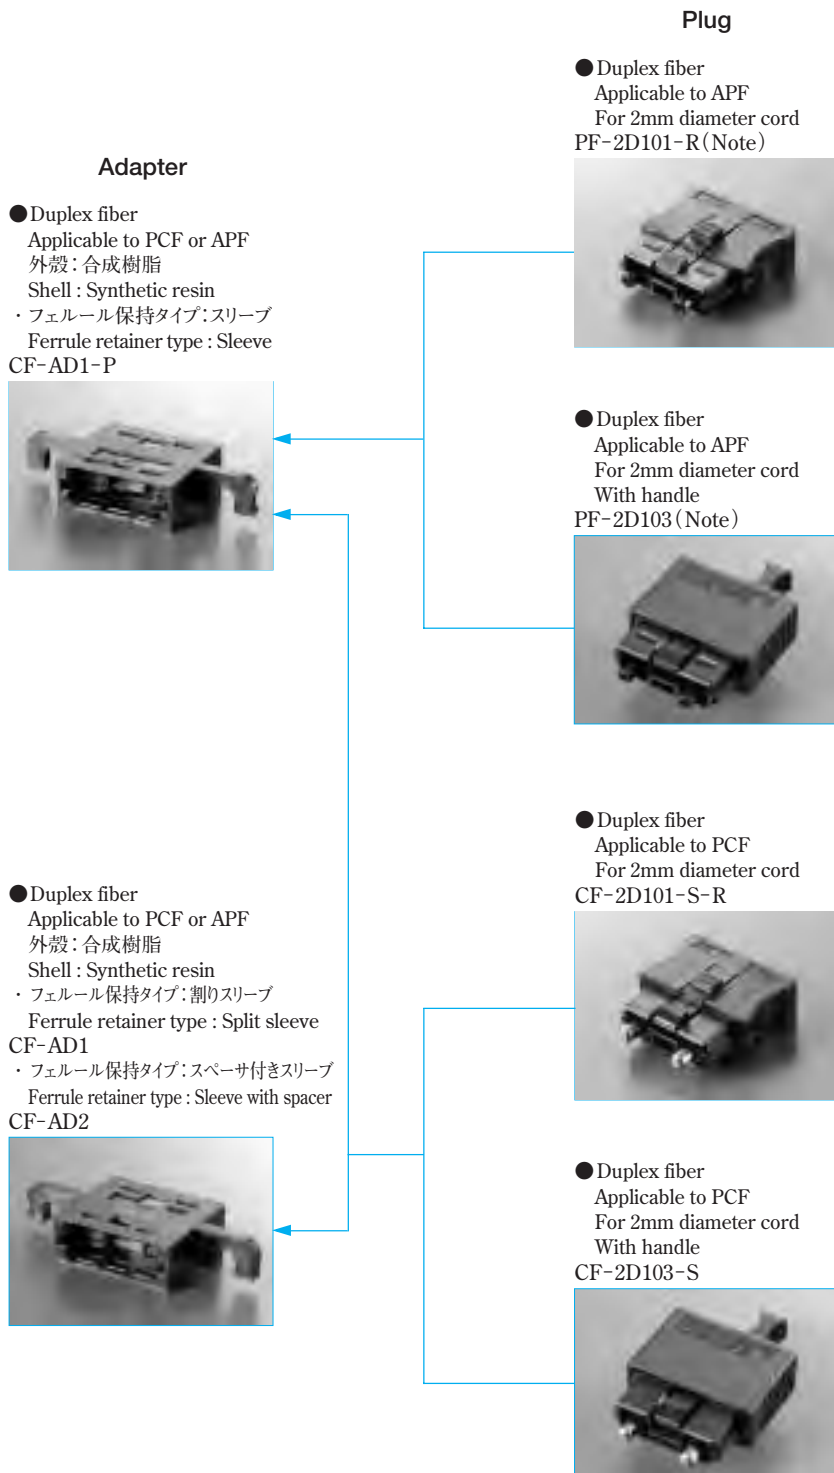 Plug
● Duplex fiber
Applicable to APF
For 2mm diameter cord
PF-2D101-R(Note)
Adapter
● Duplex fiber
Applicable to PCF or APF
外殻：合成樹脂
Shell : Synthetic resin
・フェルール保持タイプ：スリーブ
Ferrule retainer type : Sleeve
CF-AD1-P
● Duplex fiber
Applicable to APF
For 2mm diameter cord
With handle
PF-2D103(Note)
● Duplex fiber
Applicable to PCF
For 2mm diameter cord
CF-2D101-S-R
● Duplex fiber
Applicable to PCF or APF
外殻：合成樹脂
Shell : Synthetic resin
・フェルール保持タイプ：割りスリーブ
Ferrule retainer type : Split sleeve
CF-AD1
・フェルール保持タイプ：スペーサ付きスリーブ
Ferrule retainer type : Sleeve with spacer
CF-AD2
● Duplex fiber
Applicable to PCF
For 2mm diameter cord
With handle
CF-2D103-S